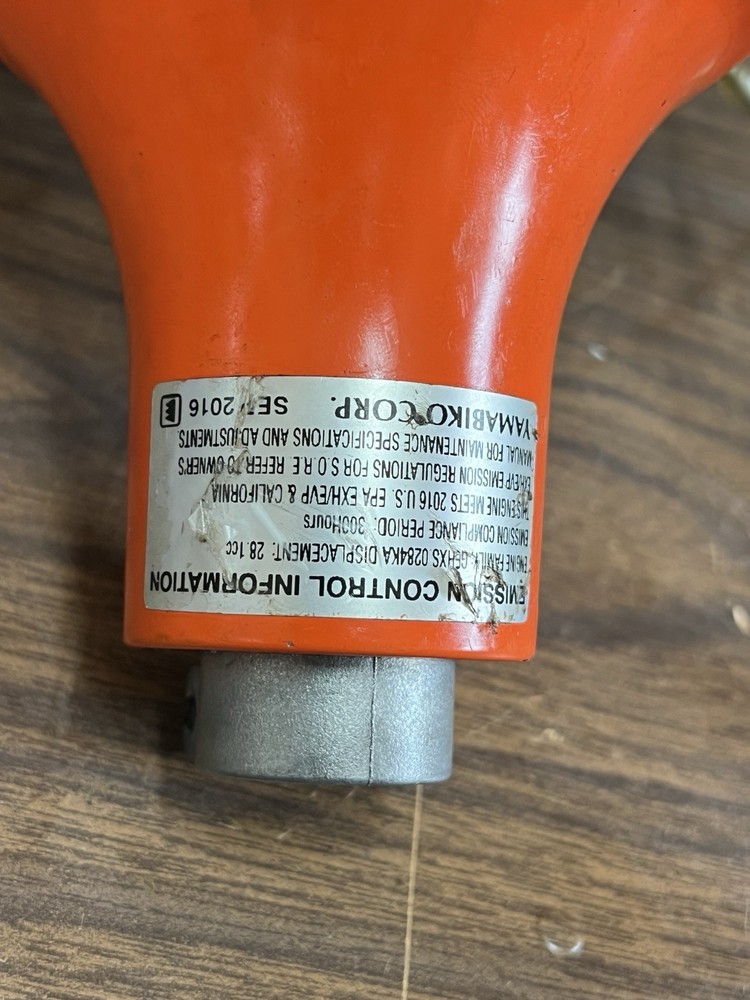 EMISSION CONTROL INFORMATION
ENGINE FAMILY: GEHXS.0284KA DISPLACEMENT: 28.1cc
EMISSION COMPLIANCE PERIOD: 300Hours
THIS ENGINE MEETS 2016 U.S. EPA EXH/EVP & CALIFORNIA
EXH/EVP EMISSION REGULATIONS FOR S.O.R.E. REFER TO OWNER'S
MANUAL FOR MAINTENANCE SPECIFICATIONS AND ADJUSTMENTS.
YAMABIKO CORP. 2016